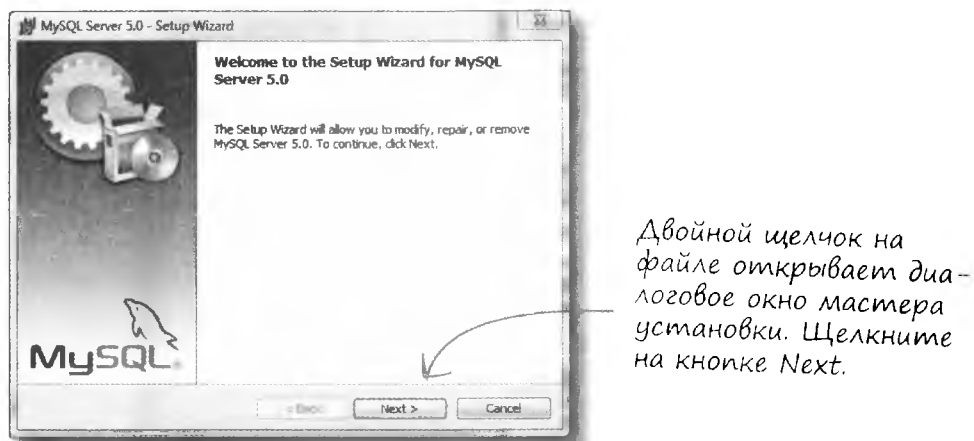 MySQL Server 5.0 - Setup Wizard
Welcome to the Setup Wizard for MySQL
Server 5.0
The Setup Wizard will allow you to modify, repair, or remove
MySQL Server 5.0. To continue, click Next.
MySQL
< Back
Next >
Cancel
Двойной щелчок на
файле открывает диа-
логовое окно мастера
установки. Щелкните
на кнопке Next.